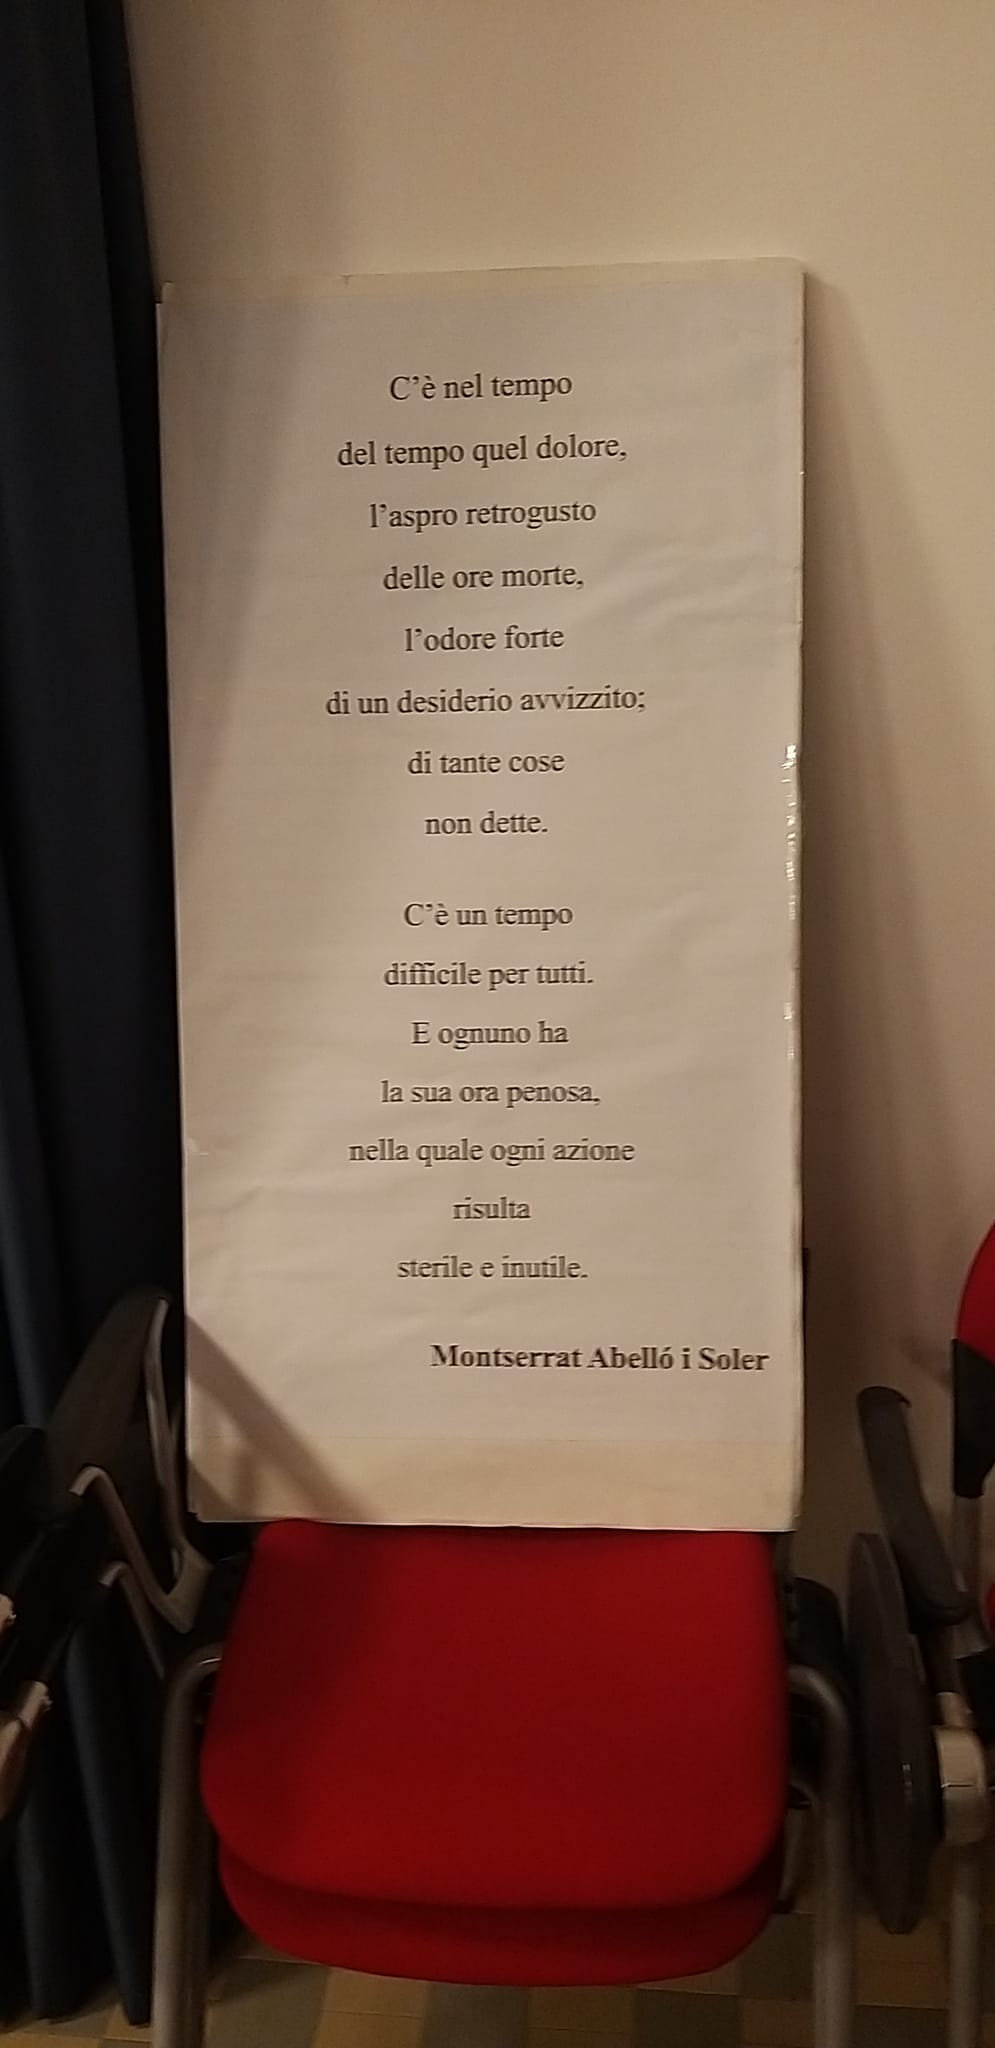 C’è nel tempo
del tempo quel dolore,
l’aspro retrogusto
delle ore morte,
l’odore forte
di un desiderio avvizzito;
di tante cose
non dette.
C’è un tempo
difficile per tutti.
E ognuno ha
la sua ora penosa,
nella quale ogni azione
risulta
sterile e inutile.
Montserrat Abelló i Soler